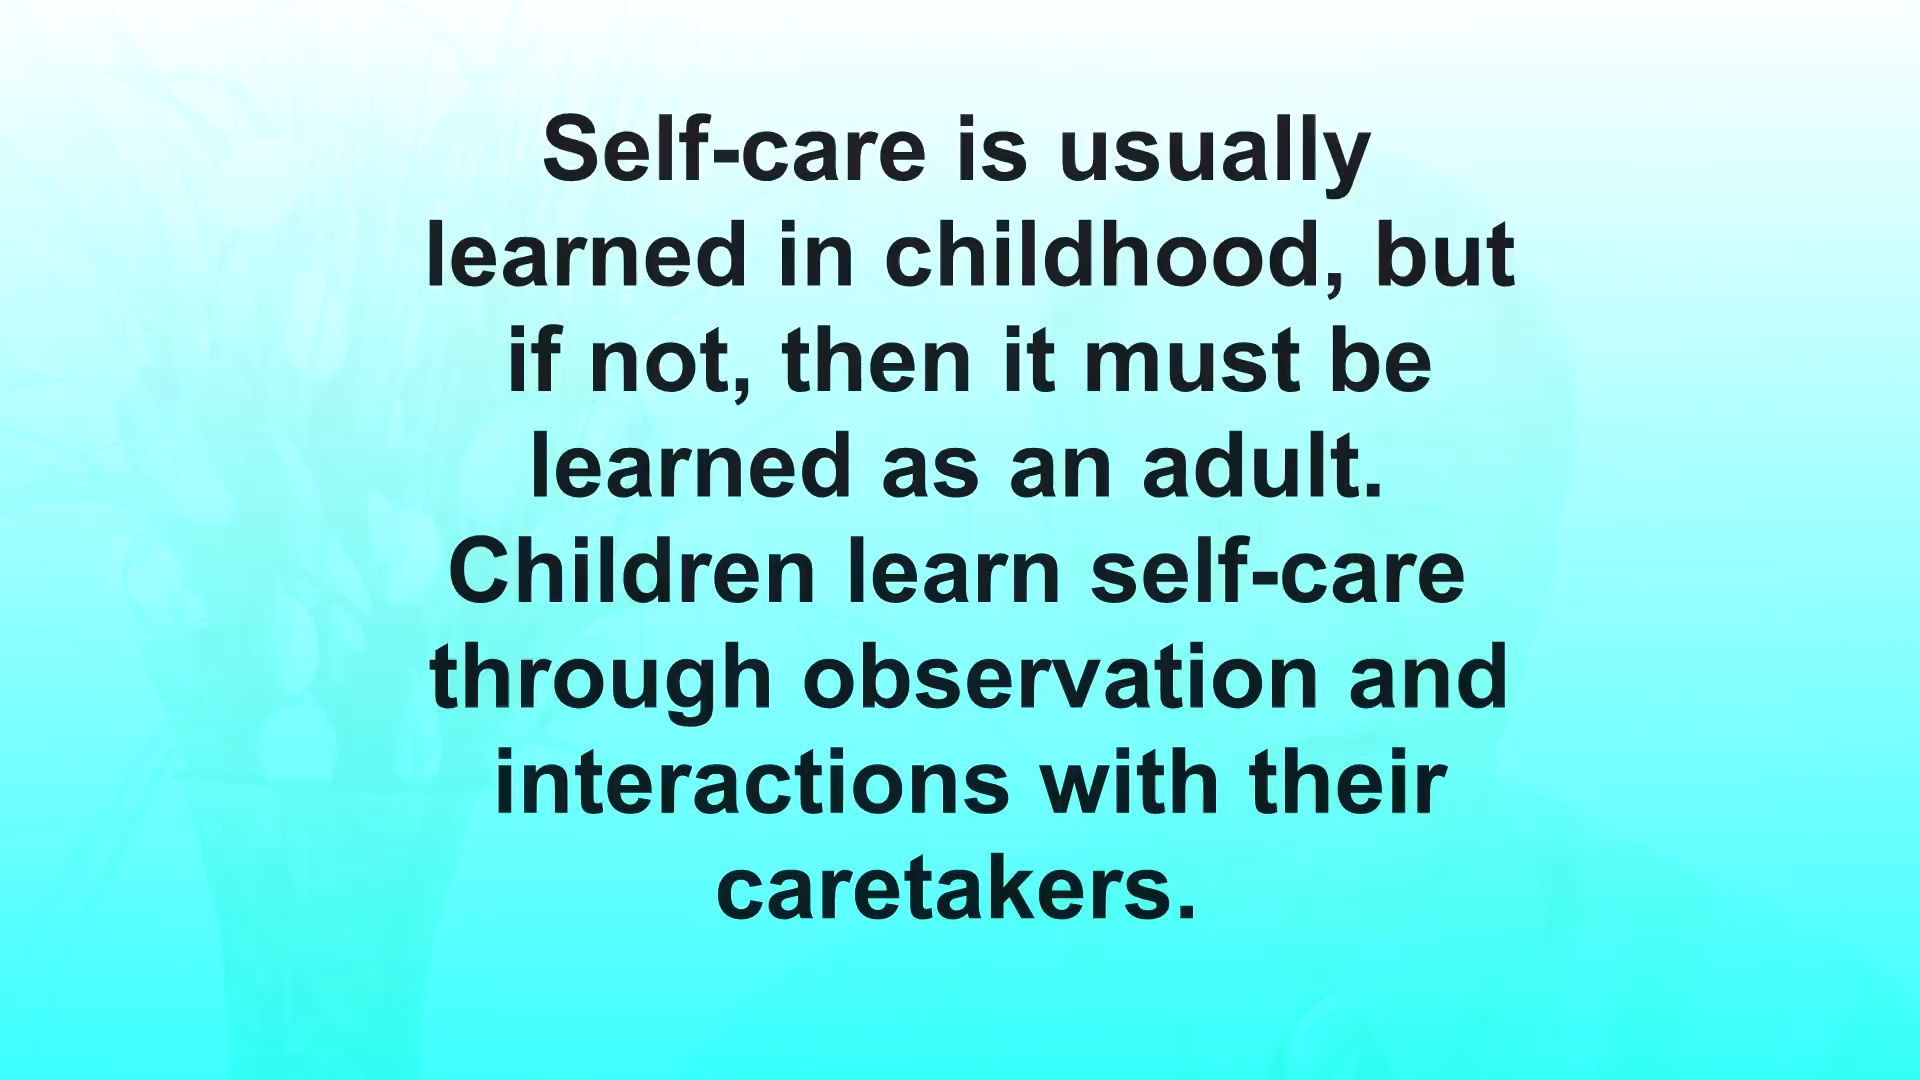 Self-care is usually
learned in childhood, but
if not, then it must be
learned as an adult.
Children learn self-care
through observation and
interactions with their
caretakers.